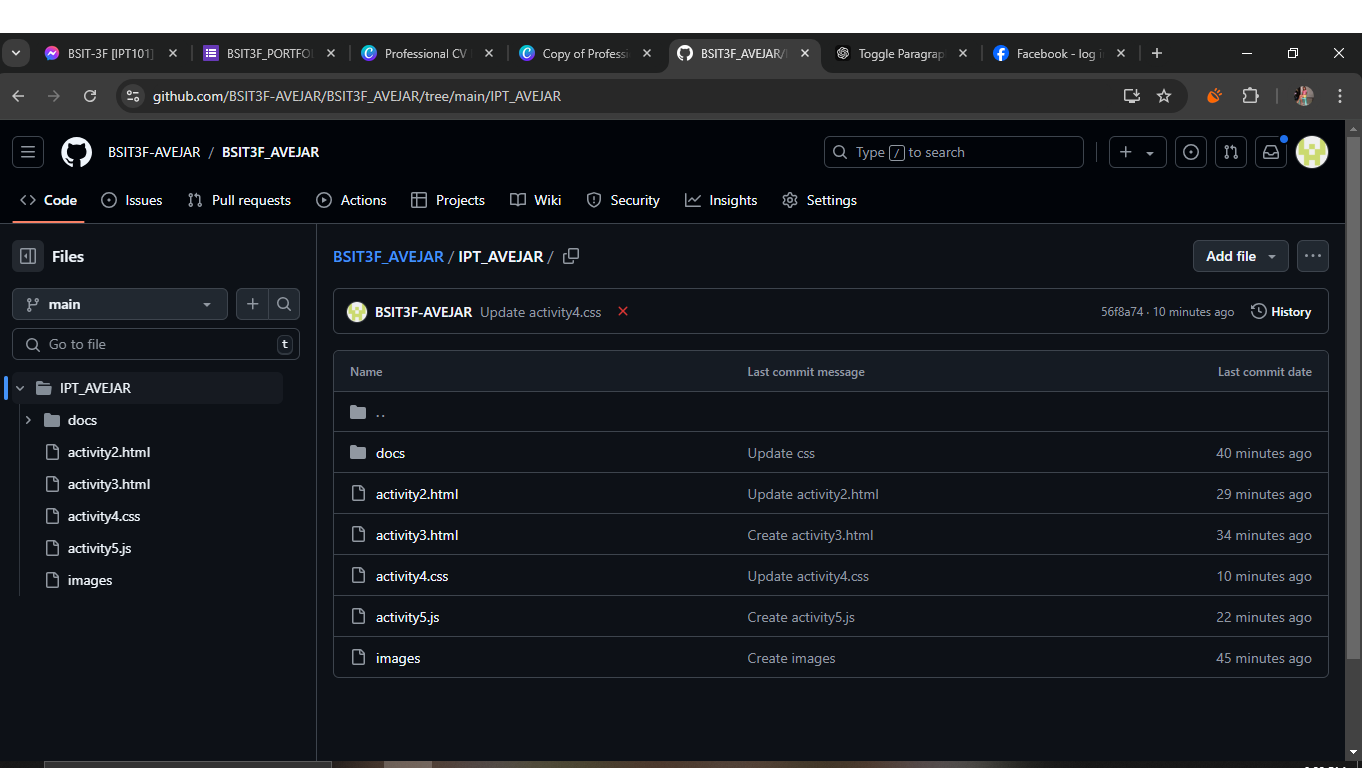 BSIT-3F [IPT101]
BSIT3F_PORTFO
Professional CV
Copy of Profess
BSIT3F_AVEJAR/
Toggle Paragrap
Facebook - log i
github.com/BSIT3F-AVEJAR/BSIT3F_AVEJAR/tree/main/IPT_AVEJAR
BSIT3F-AVEJAR / BSIT3F_AVEJAR
Type / to search
Code
Issues
Pull requests
Actions
Projects
Wiki
Security
Insights
Settings
Files
BSIT3F_AVEJAR / IPT_AVEJAR /
Add file
main
BSIT3F-AVEJAR Update activity4.css
56f8a74 · 10 minutes ago
History
Go to file
t
Name
Last commit message
Last commit date
IPT_AVEJAR
docs
activity2.html
activity3.html
activity4.css
activity5.js
images
..
docs Update css 40 minutes ago
activity2.html Update activity2.html 29 minutes ago
activity3.html Create activity3.html 34 minutes ago
activity4.css Update activity4.css 10 minutes ago
activity5.js Create activity5.js 22 minutes ago
images Create images 45 minutes ago